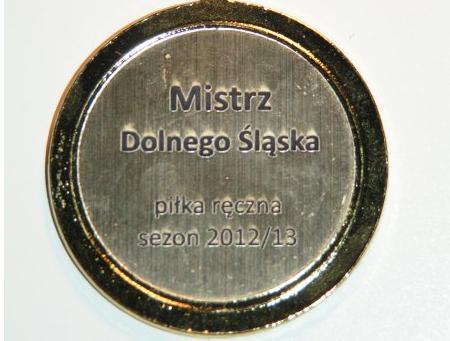 Mistrz
Dolnego Śląska
piłka ręczna
sezon 2012/13